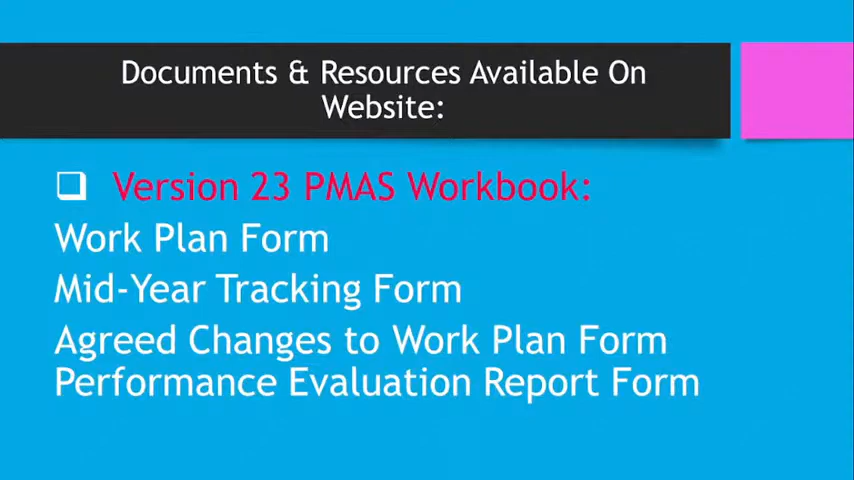 Documents & Resources Available On
Website:
❑ Version 23 PMAS Workbook:
Work Plan Form
Mid-Year Tracking Form
Agreed Changes to Work Plan Form
Performance Evaluation Report Form